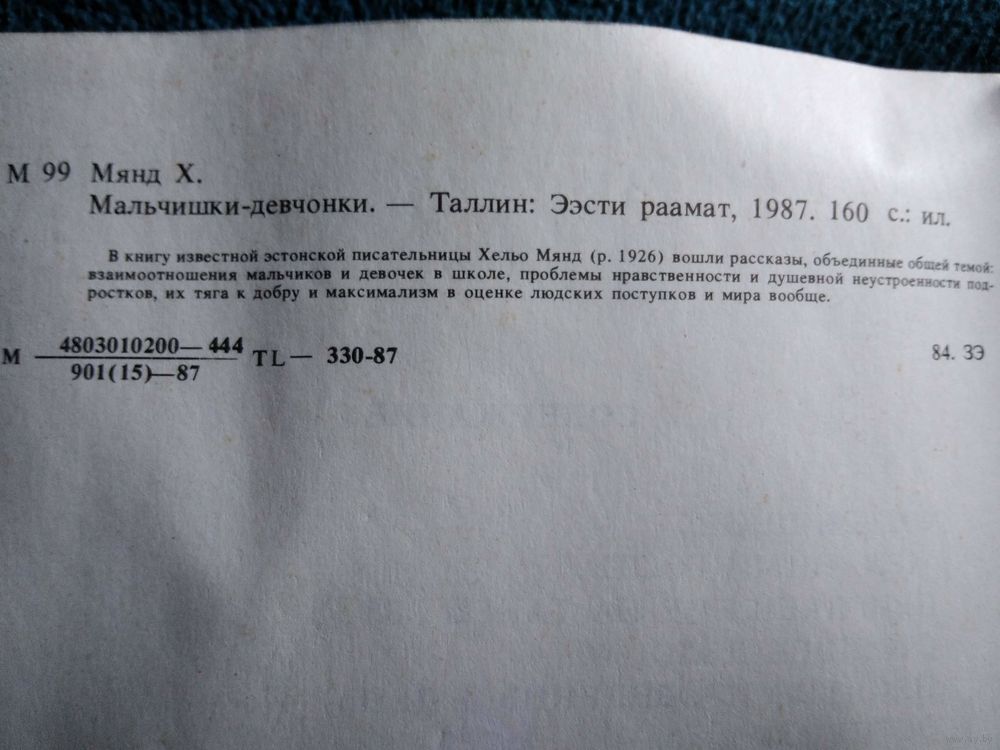 М 99 Мянд Х.
Мальчишки-девчонки. — Таллин: Ээсти раамат, 1987. 160 с.: ил.
В книгу известной эстонской писательницы Хельо Мянд (р. 1926) вошли рассказы, объединенные общей темой:
взаимоотношения мальчиков и девочек в школе, проблемы нравственности и душевной неустроенности под-
ростков, их тяга к добру и максимализм в оценке людских поступков и мира вообще.
М 4803010200—444 TL — 330-87 84. 3Э
901(15)—87